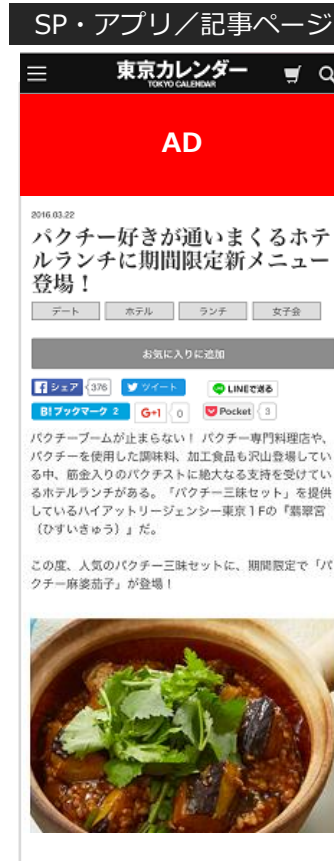 SP・アプリ／記事ページ
東京カレンダー
TOKYO CALENDAR
AD
2016.03.22
パクチー好きが通いまくるホテ
ルランチに期間限定新メニュー
登場！
デート ホテル ランチ 女子会
お気に入りに追加
シェア 376 ツイート LINEで送る
B!ブックマーク 2 G+1 0 Pocket 3
パクチーブームが止まらない！ パクチー専門料理店や、
パクチーを使用した調味料、加工食品も沢山登場してい
る中、筋金入りのパクチストに絶大なる支持を受けてい
るホテルランチがある。『パクチー三昧セット』を提供
しているハイアットリージェンシー東京１Fの『翡翠宮
（ひすいきゅう）』だ。
この度、人気のパクチー三昧セットに、期間限定で「パ
クチー麻婆茄子」が登場！